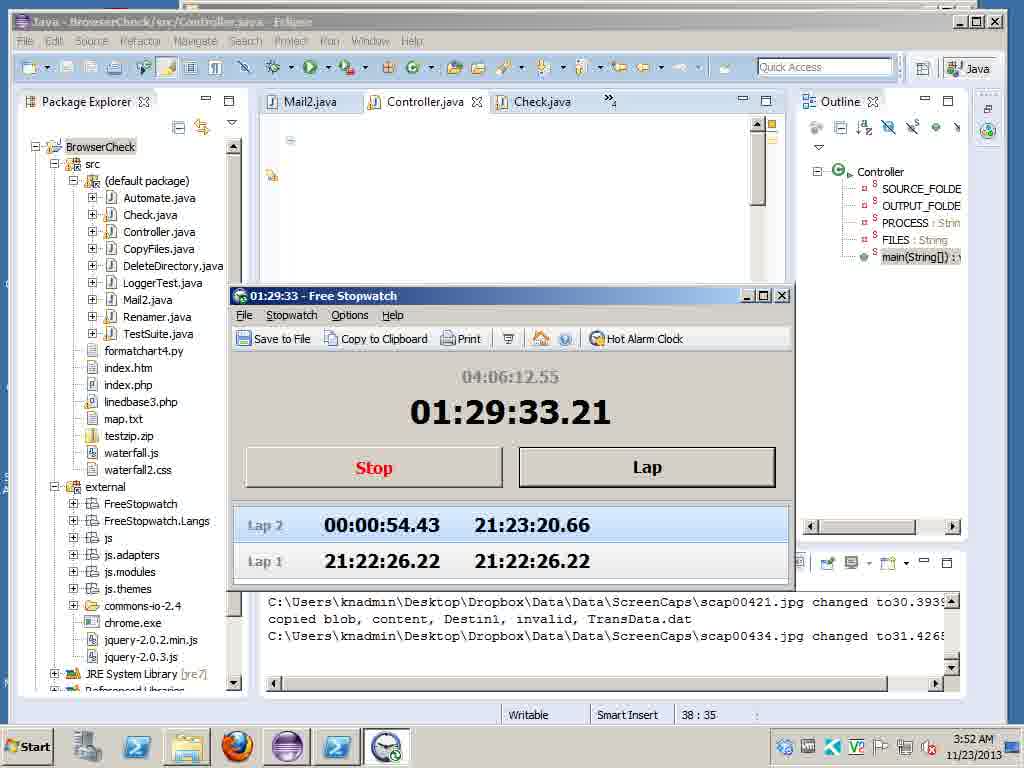 Java - BrowserCheck/src/Controller.java - Eclipse
File Edit Source Refactor Navigate Search Project Run Window Help
Quick Access
Java
Package Explorer
BrowserCheck
src
(default package)
Automate.java
Check.java
Controller.java
CopyFiles.java
DeleteDirectory.java
LoggerTest.java
Mail2.java
Renamer.java
TestSuite.java
formatchart4.py
index.htm
index.php
linedbase3.php
map.txt
testzip.zip
waterfall.js
waterfall2.css
external
FreeStopwatch
FreeStopwatch.Langs
js
js.adapters
js.modules
js.themes
commons-io-2.4
chrome.exe
jquery-2.0.2.min.js
jquery-2.0.3.js
JRE System Library [jre7]
Referenced Libraries
Mail2.java Controller.java Check.java »4
Outline
Controller
SOURCE_FOLDE
OUTPUT_FOLDE
PROCESS : Strin
FILES : String
main(String[]) : v
01:29:33 - Free Stopwatch
File Stopwatch Options Help
Save to File Copy to Clipboard Print Hot Alarm Clock
04:06:12.55
01:29:33.21
Stop Lap
Lap 2 00:00:54.43 21:23:20.66
Lap 1 21:22:26.22 21:22:26.22
C:\Users\knadmin\Desktop\Dropbox\Data\Data\ScreenCaps\scap00421.jpg changed to30.3939
copied blob, content, Destin1, invalid, TransData.dat
C:\Users\knadmin\Desktop\Dropbox\Data\Data\ScreenCaps\scap00434.jpg changed to31.4265
Writable Smart Insert 38 : 35
Start
3:52 AM
11/23/2013